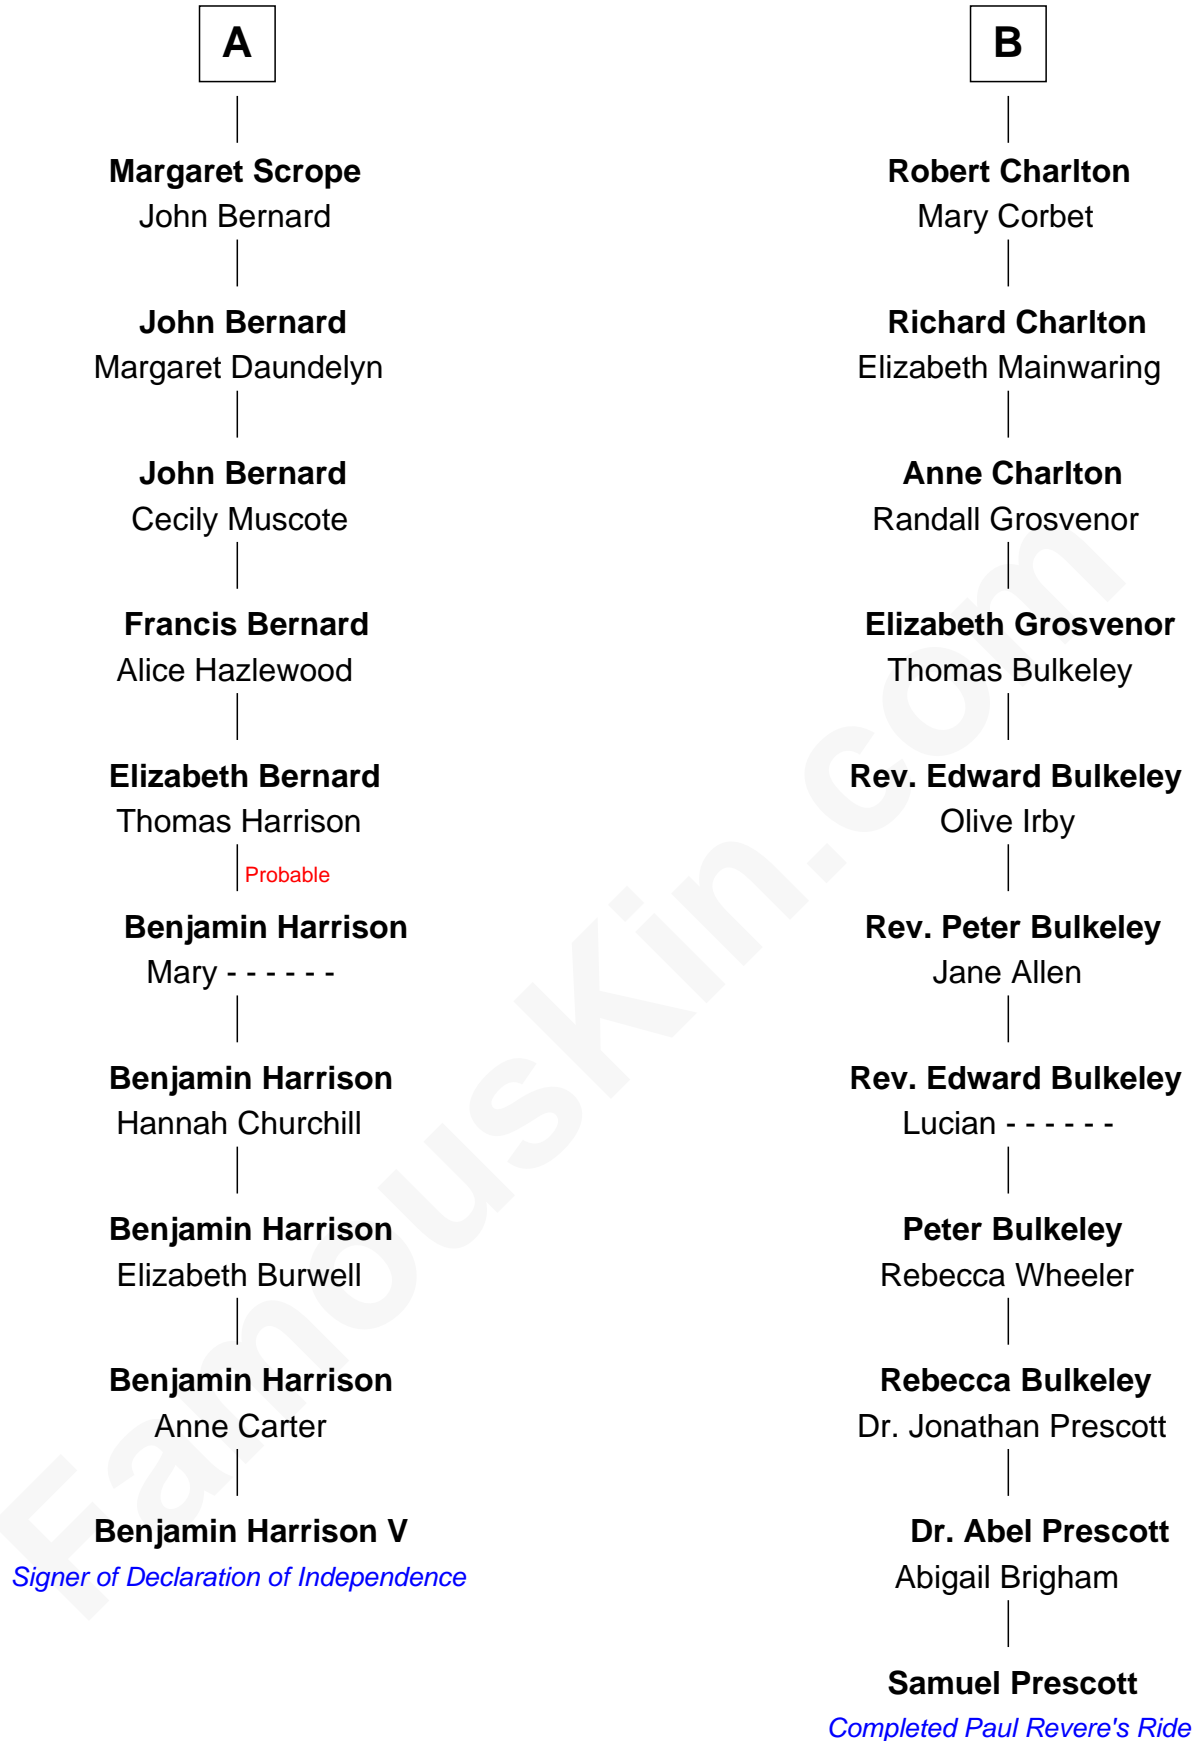 A
Margaret Scrope
John Bernard
John Bernard
Margaret Daundelyn
John Bernard
Cecily Muscote
Francis Bernard
Alice Hazlewood
Elizabeth Bernard
Thomas Harrison
Probable
Benjamin Harrison
Mary - - - - - -
Benjamin Harrison
Hannah Churchill
Benjamin Harrison
Elizabeth Burwell
Benjamin Harrison
Anne Carter
Benjamin Harrison V
Signer of Declaration of Independence
B
Robert Charlton
Mary Corbet
Richard Charlton
Elizabeth Mainwaring
Anne Charlton
Randall Grosvenor
Elizabeth Grosvenor
Thomas Bulkeley
Rev. Edward Bulkeley
Olive Irby
Rev. Peter Bulkeley
Jane Allen
Rev. Edward Bulkeley
Lucian - - - - - -
Peter Bulkeley
Rebecca Wheeler
Rebecca Bulkeley
Dr. Jonathan Prescott
Dr. Abel Prescott
Abigail Brigham
Samuel Prescott
Completed Paul Revere's Ride
FamousKin.com